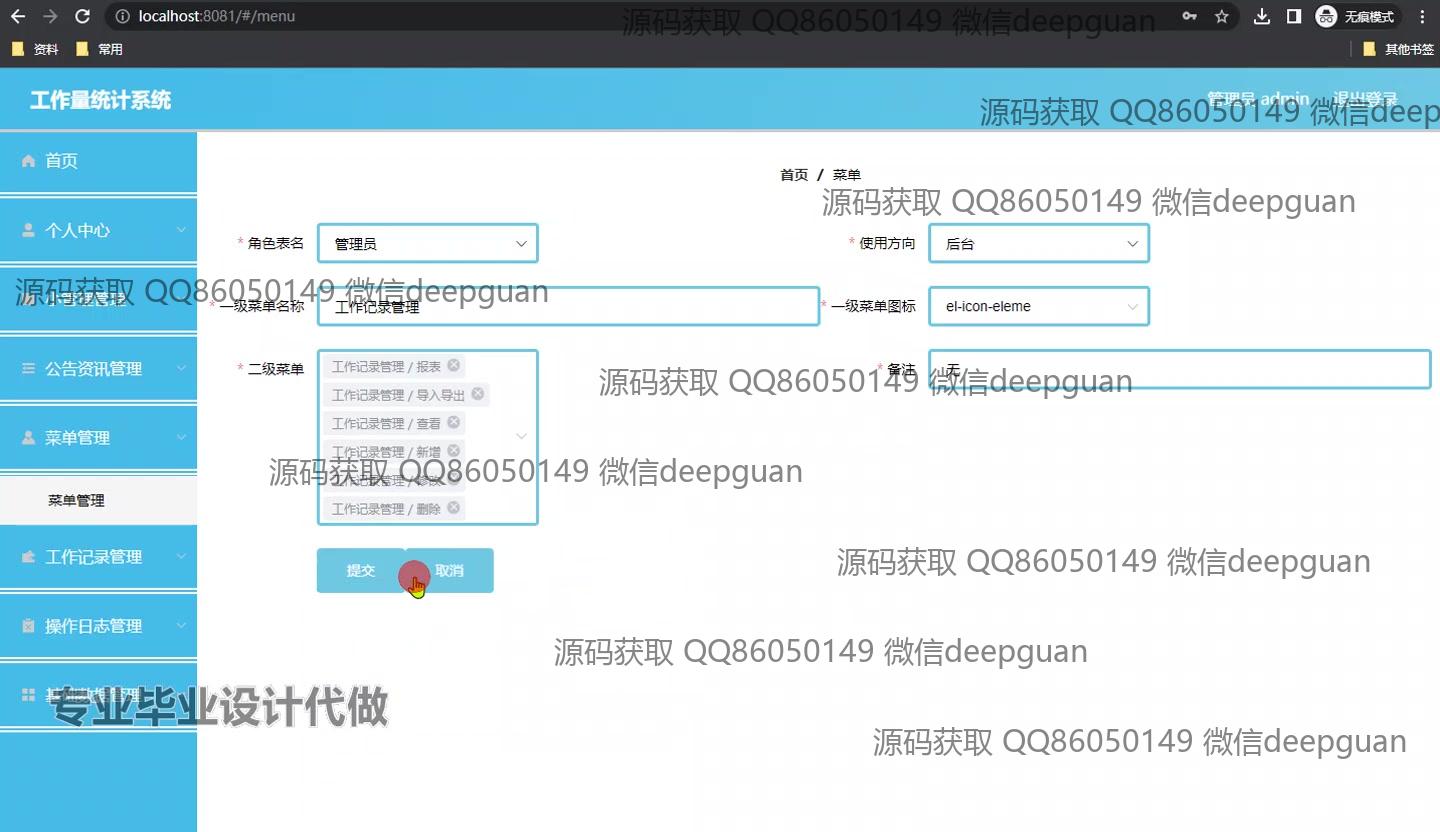 localhost:8081/#/menu
无痕模式
资料
常用
其他书签
源码获取 QQ86050149 微信deepguan
工作量统计系统
管理员 admin
退出登录
源码获取 QQ86050149 微信deep
首页
个人中心
公告资讯管理
菜单管理
菜单管理
工作记录管理
操作日志管理
首页 / 菜单
源码获取 QQ86050149 微信deepguan
* 角色表名
管理员
* 使用方向
后台
源码获取 QQ86050149 微信deepguan
* 一级菜单名称
工作记录管理
* 一级菜单图标
el-icon-eleme
* 二级菜单
工作记录管理 / 报表
工作记录管理 / 导入导出
工作记录管理 / 查看
工作记录管理 / 新增
工作记录管理 / 修改
工作记录管理 / 删除
* 备注
无
源码获取 QQ86050149 微信deepguan
源码获取 QQ86050149 微信deepguan
提交
取消
源码获取 QQ86050149 微信deepguan
源码获取 QQ86050149 微信deepguan
专业毕业设计代做
源码获取 QQ86050149 微信deepguan